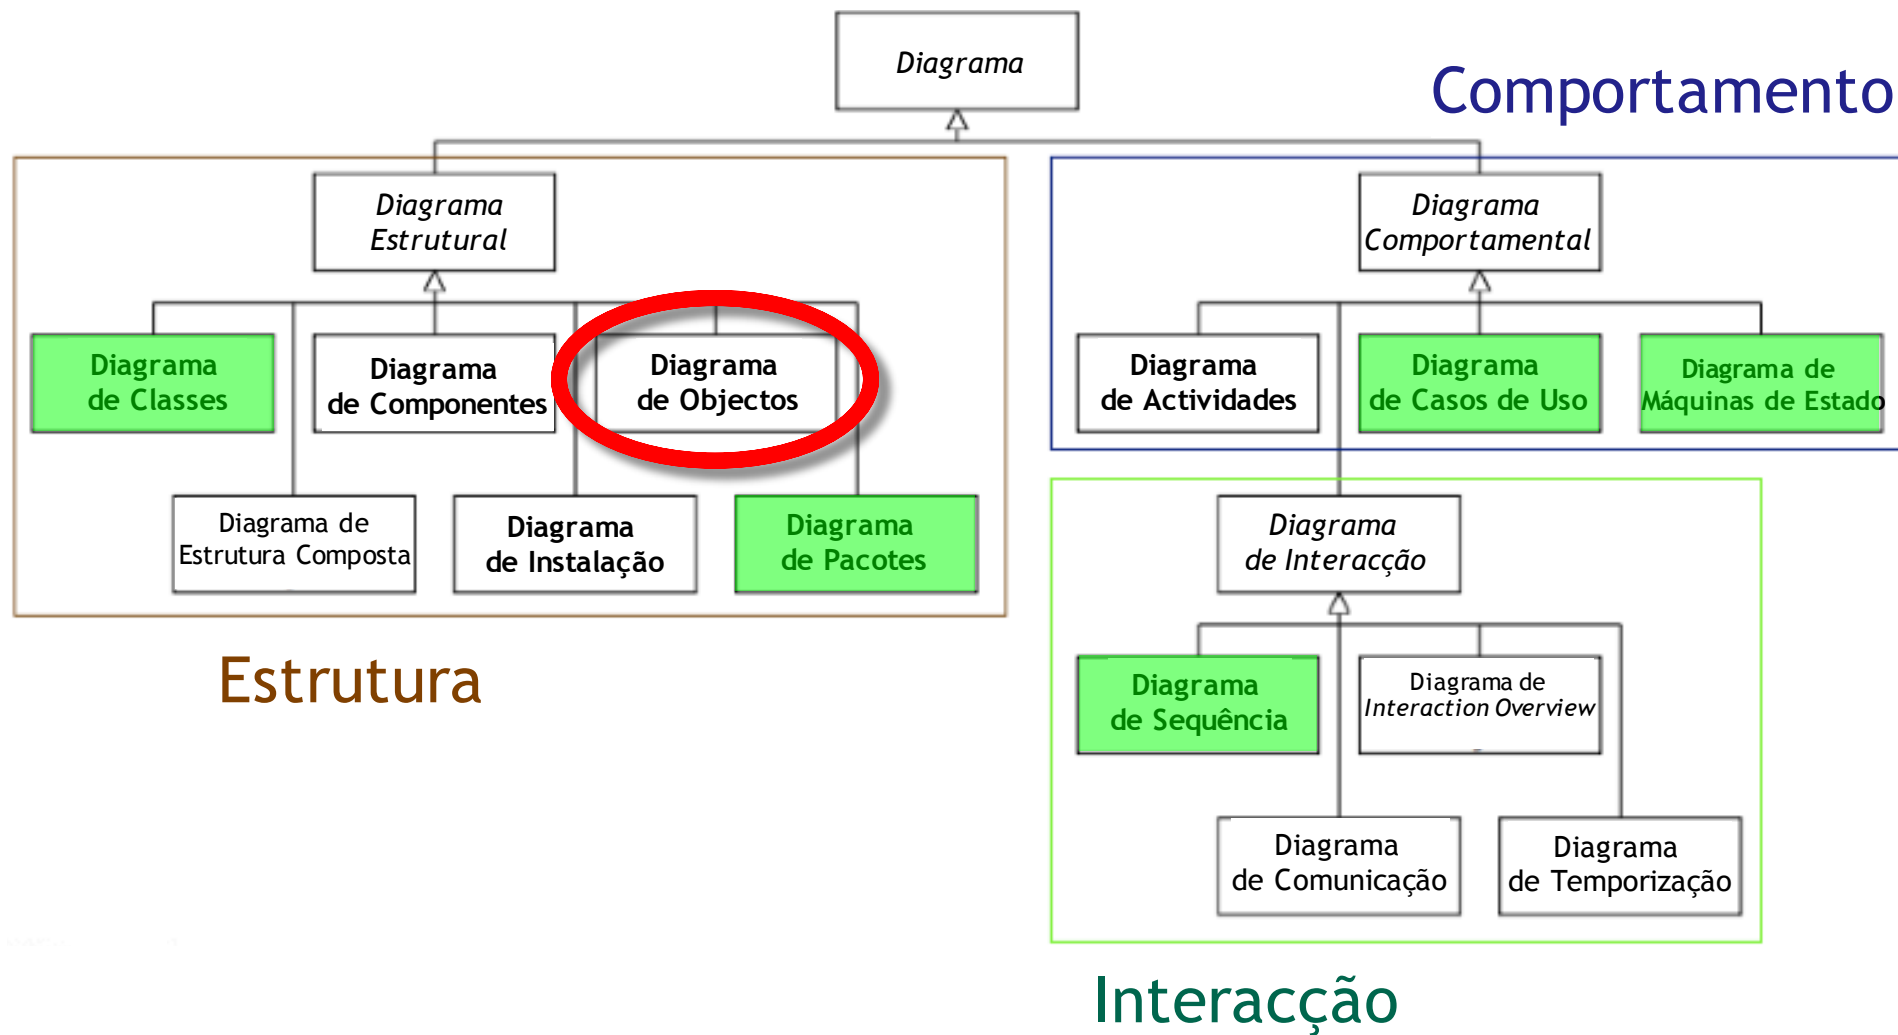 Diagrama
Comportamento
Diagrama
Estrutural
Diagrama
Comportamental
Diagrama
de Classes
Diagrama
de Componentes
Diagrama
de Objectos
Diagrama
de Actividades
Diagrama
de Casos de Uso
Diagrama de
Máquinas de Estado
Diagrama de
Estrutura Composta
Diagrama
de Instalação
Diagrama
de Pacotes
Diagrama
de Interacção
Estrutura
Diagrama
de Sequência
Diagrama de
Interaction Overview
Diagrama
de Comunicação
Diagrama
de Temporização
Interacção